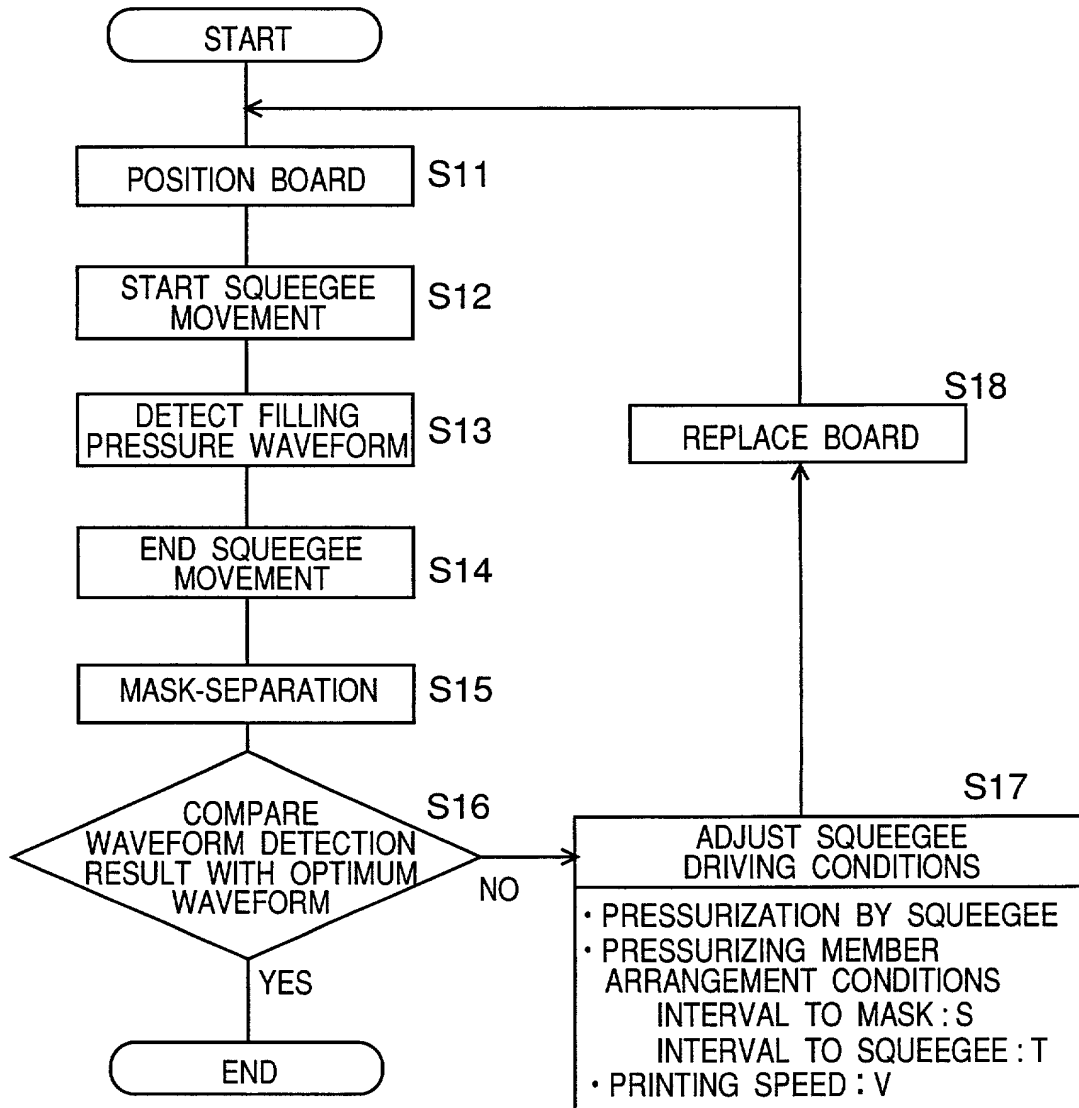 START
POSITION BOARD
S11
START SQUEEGEE
MOVEMENT
S12
DETECT FILLING
PRESSURE WAVEFORM
S13
END SQUEEGEE
MOVEMENT
S14
MASK-SEPARATION
S15
COMPARE
WAVEFORM DETECTION
RESULT WITH OPTIMUM
WAVEFORM
S16
NO
YES
END
S18
REPLACE BOARD
S17
ADJUST SQUEEGEE
DRIVING CONDITIONS
· PRESSURIZATION BY SQUEEGEE
· PRESSURIZING MEMBER
ARRANGEMENT CONDITIONS
INTERVAL TO MASK : S
INTERVAL TO SQUEEGEE : T
· PRINTING SPEED : V